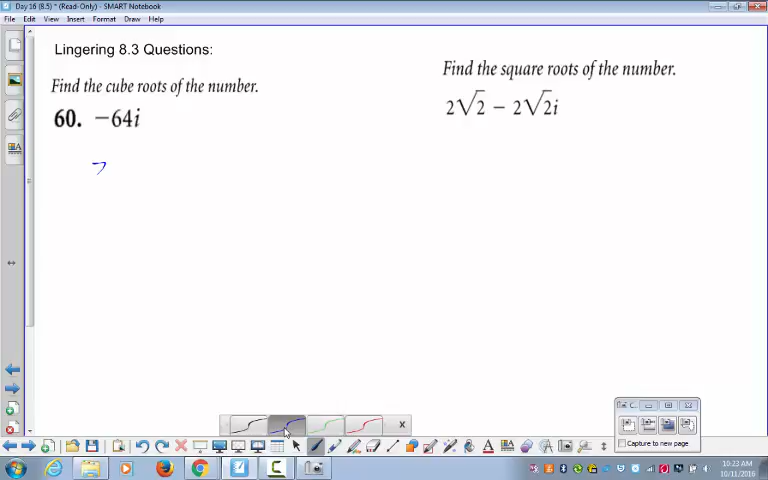 Day 16 (8.5) * (Read-Only) - SMART Notebook
File Edit View Insert Format Draw Help
Lingering 8.3 Questions:
Find the cube roots of the number.
60. −64i
Find the square roots of the number.
2√2 − 2√2i
Capture to new page
10:23 AM
10/11/2016